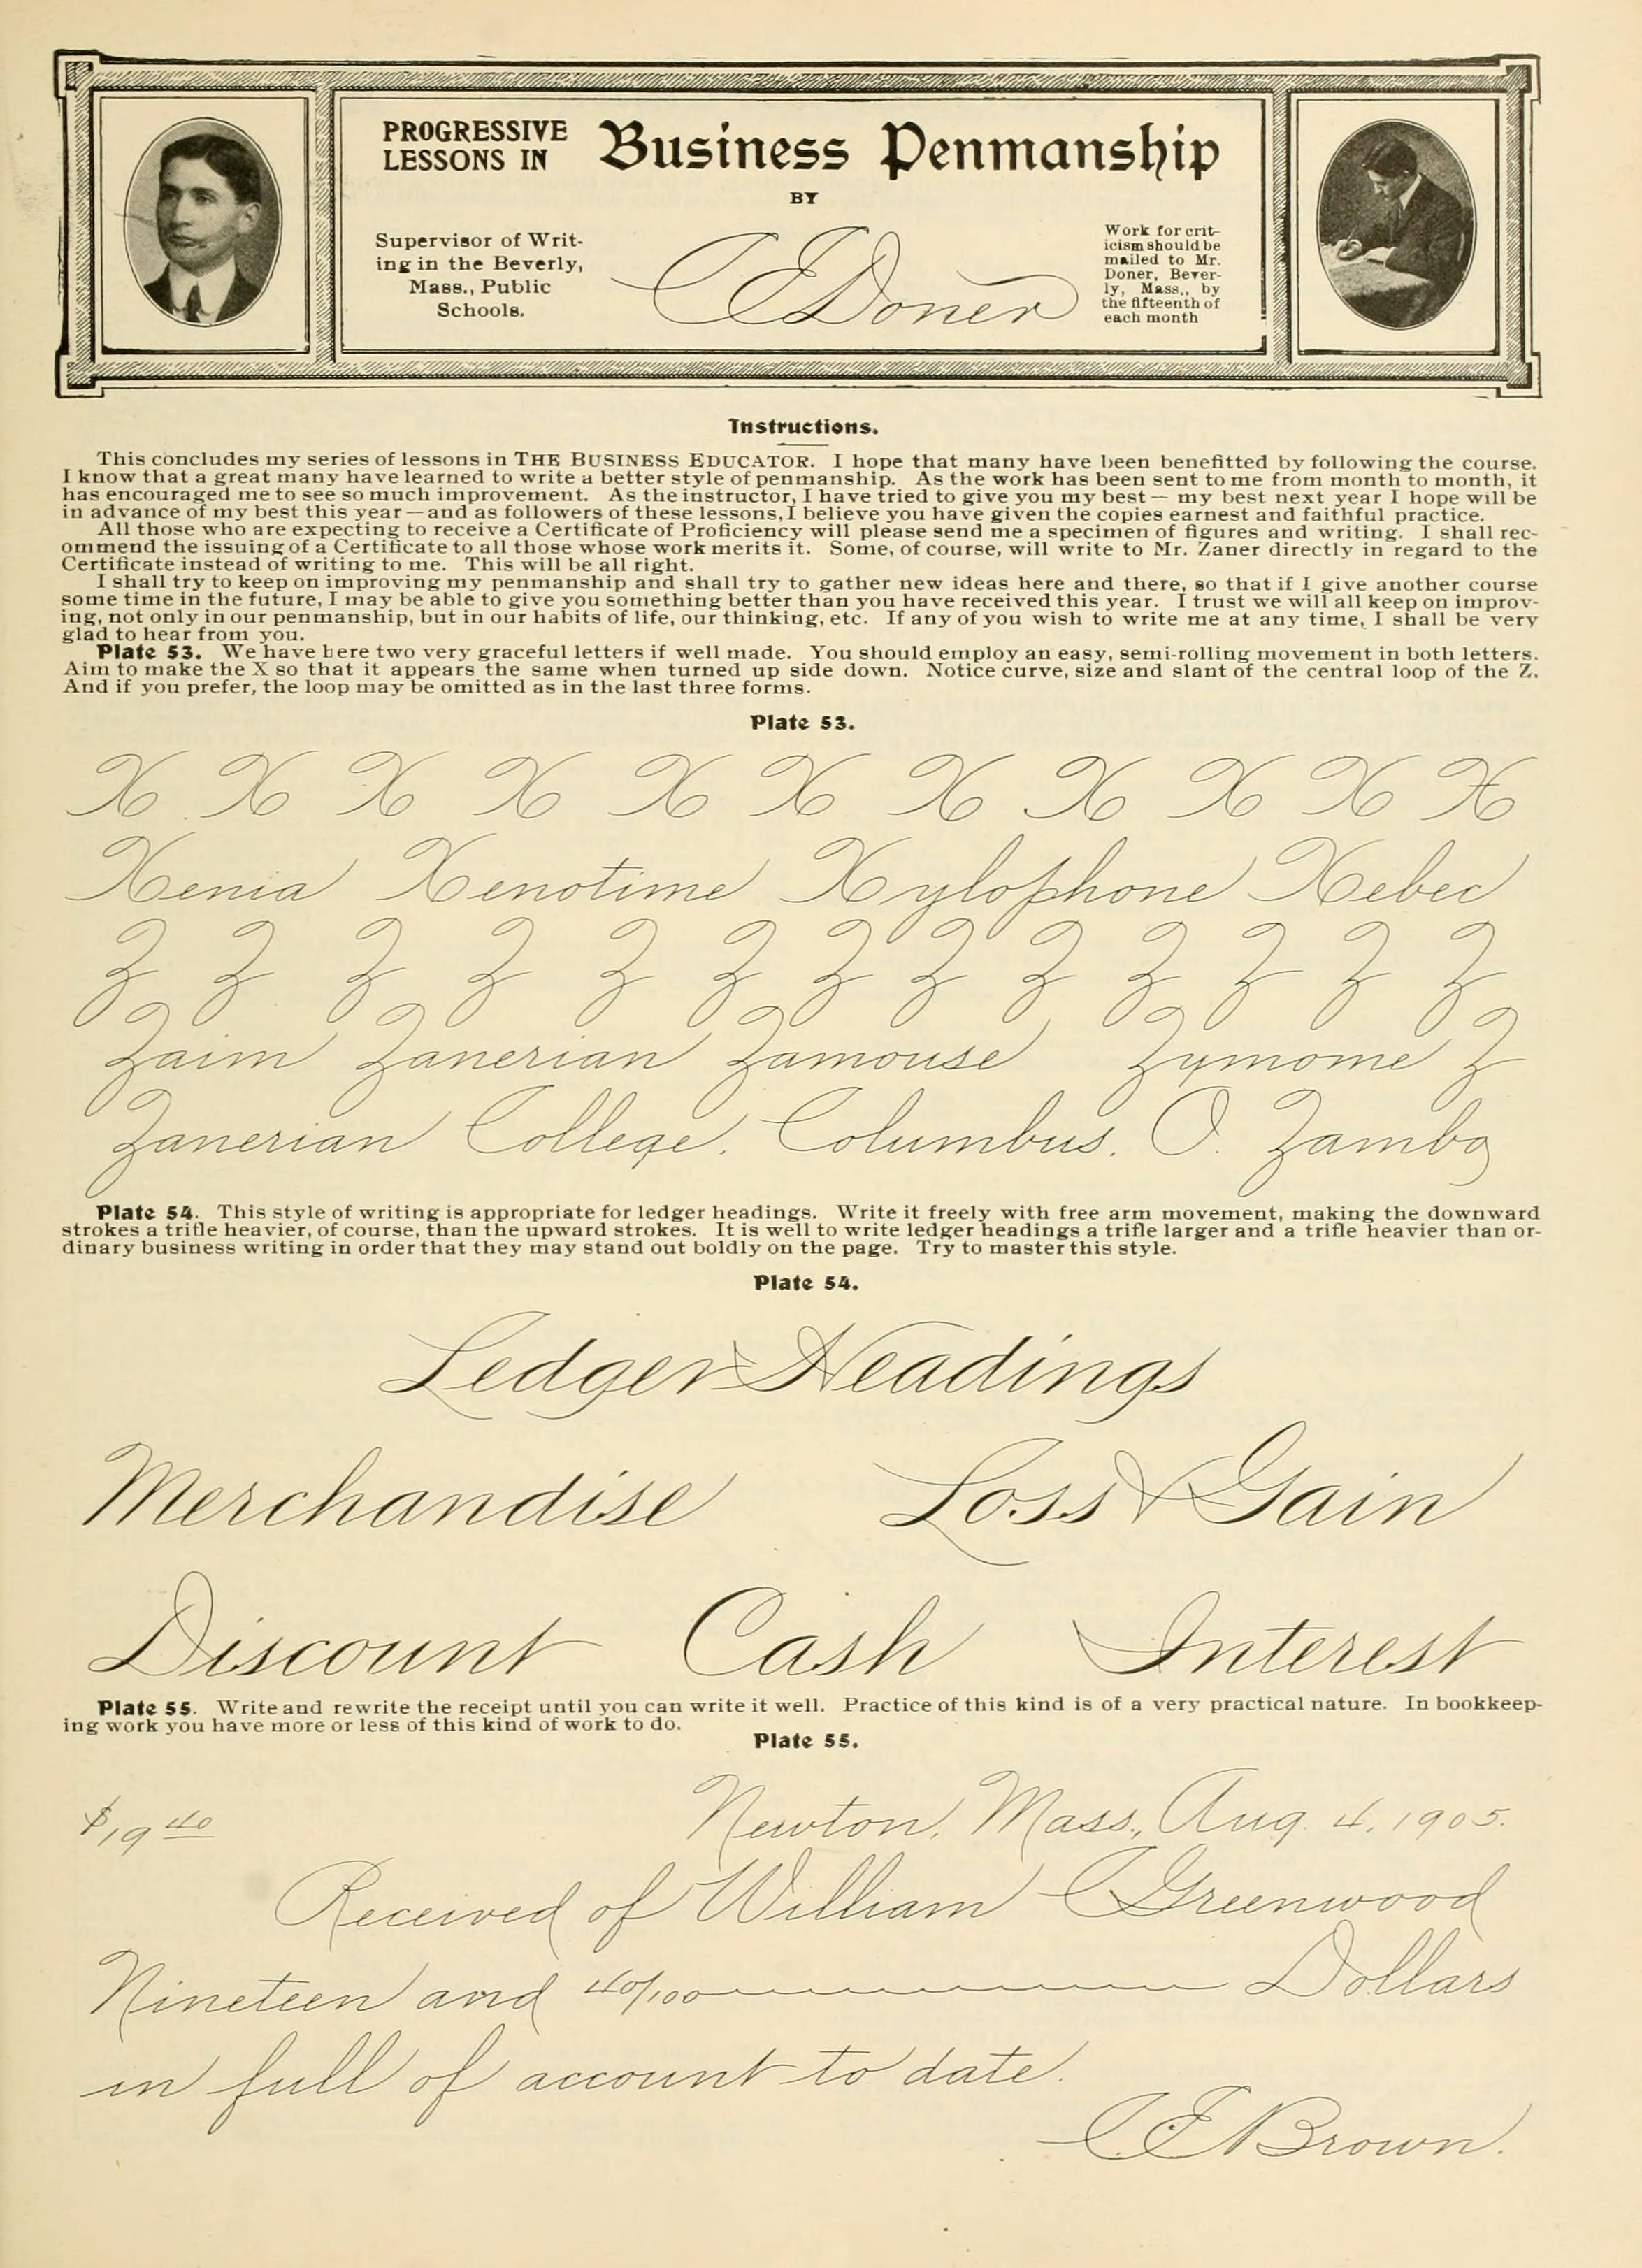 PROGRESSIVE
LESSONS IN
Business Penmanship
BY
Supervisor of Writ-
ing in the Beverly,
Mass., Public
Schools.
C E Doner
Work for crit-
icism should be
mailed to Mr.
Doner, Bever-
ly, Mass., by
the fifteenth of
each month
Instructions.
This concludes my series of lessons in THE BUSINESS EDUCATOR. I hope that many have been benefitted by following the course.
I know that a great many have learned to write a better style of penmanship. As the work has been sent to me from month to month, it
has encouraged me to see so much improvement. As the instructor, I have tried to give you my best — my best next year I hope will be
in advance of my best this year — and as followers of these lessons, I believe you have given the copies earnest and faithful practice.
All those who are expecting to receive a Certificate of Proficiency will please send me a specimen of figures and writing. I shall rec-
ommend the issuing of a Certificate to all those whose work merits it. Some, of course, will write to Mr. Zaner directly in regard to the
Certificate instead of writing to me. This will be all right.
I shall try to keep on improving my penmanship and shall try to gather new ideas here and there, so that if I give another course
some time in the future, I may be able to give you something better than you have received this year. I trust we will all keep on improv-
ing, not only in our penmanship, but in our habits of life, our thinking, etc. If any of you wish to write me at any time, I shall be very
glad to hear from you.
Plate 53. We have here two very graceful letters if well made. You should employ an easy, semi-rolling movement in both letters.
Aim to make the X so that it appears the same when turned up side down. Notice curve, size and slant of the central loop of the Z.
And if you prefer, the loop may be omitted as in the last three forms.
Plate 53.
X X X X X X X X X X X
Xenia Xenotime Xylophone Xebec
Z Z Z Z Z Z Z Z Z Z Z Z Z
Zaim Zanerian Zamouse Zymome Z
Zanerian College, Columbus, O. Zambo
Plate 54. This style of writing is appropriate for ledger headings. Write it freely with free arm movement, making the downward
strokes a trifle heavier, of course, than the upward strokes. It is well to write ledger headings a trifle larger and a trifle heavier than or-
dinary business writing in order that they may stand out boldly on the page. Try to master this style.
Plate 54.
Ledger Headings
Merchandise Loss & Gain
Discount Cash Interest
Plate 55. Write and rewrite the receipt until you can write it well. Practice of this kind is of a very practical nature. In bookkeep-
ing work you have more or less of this kind of work to do.
Plate 55.
$19 40 Newton, Mass., Aug. 4, 1905.
Received of William C Greenwood
Nineteen and 40/100 Dollars
in full of account to date.
C. E. Brown.